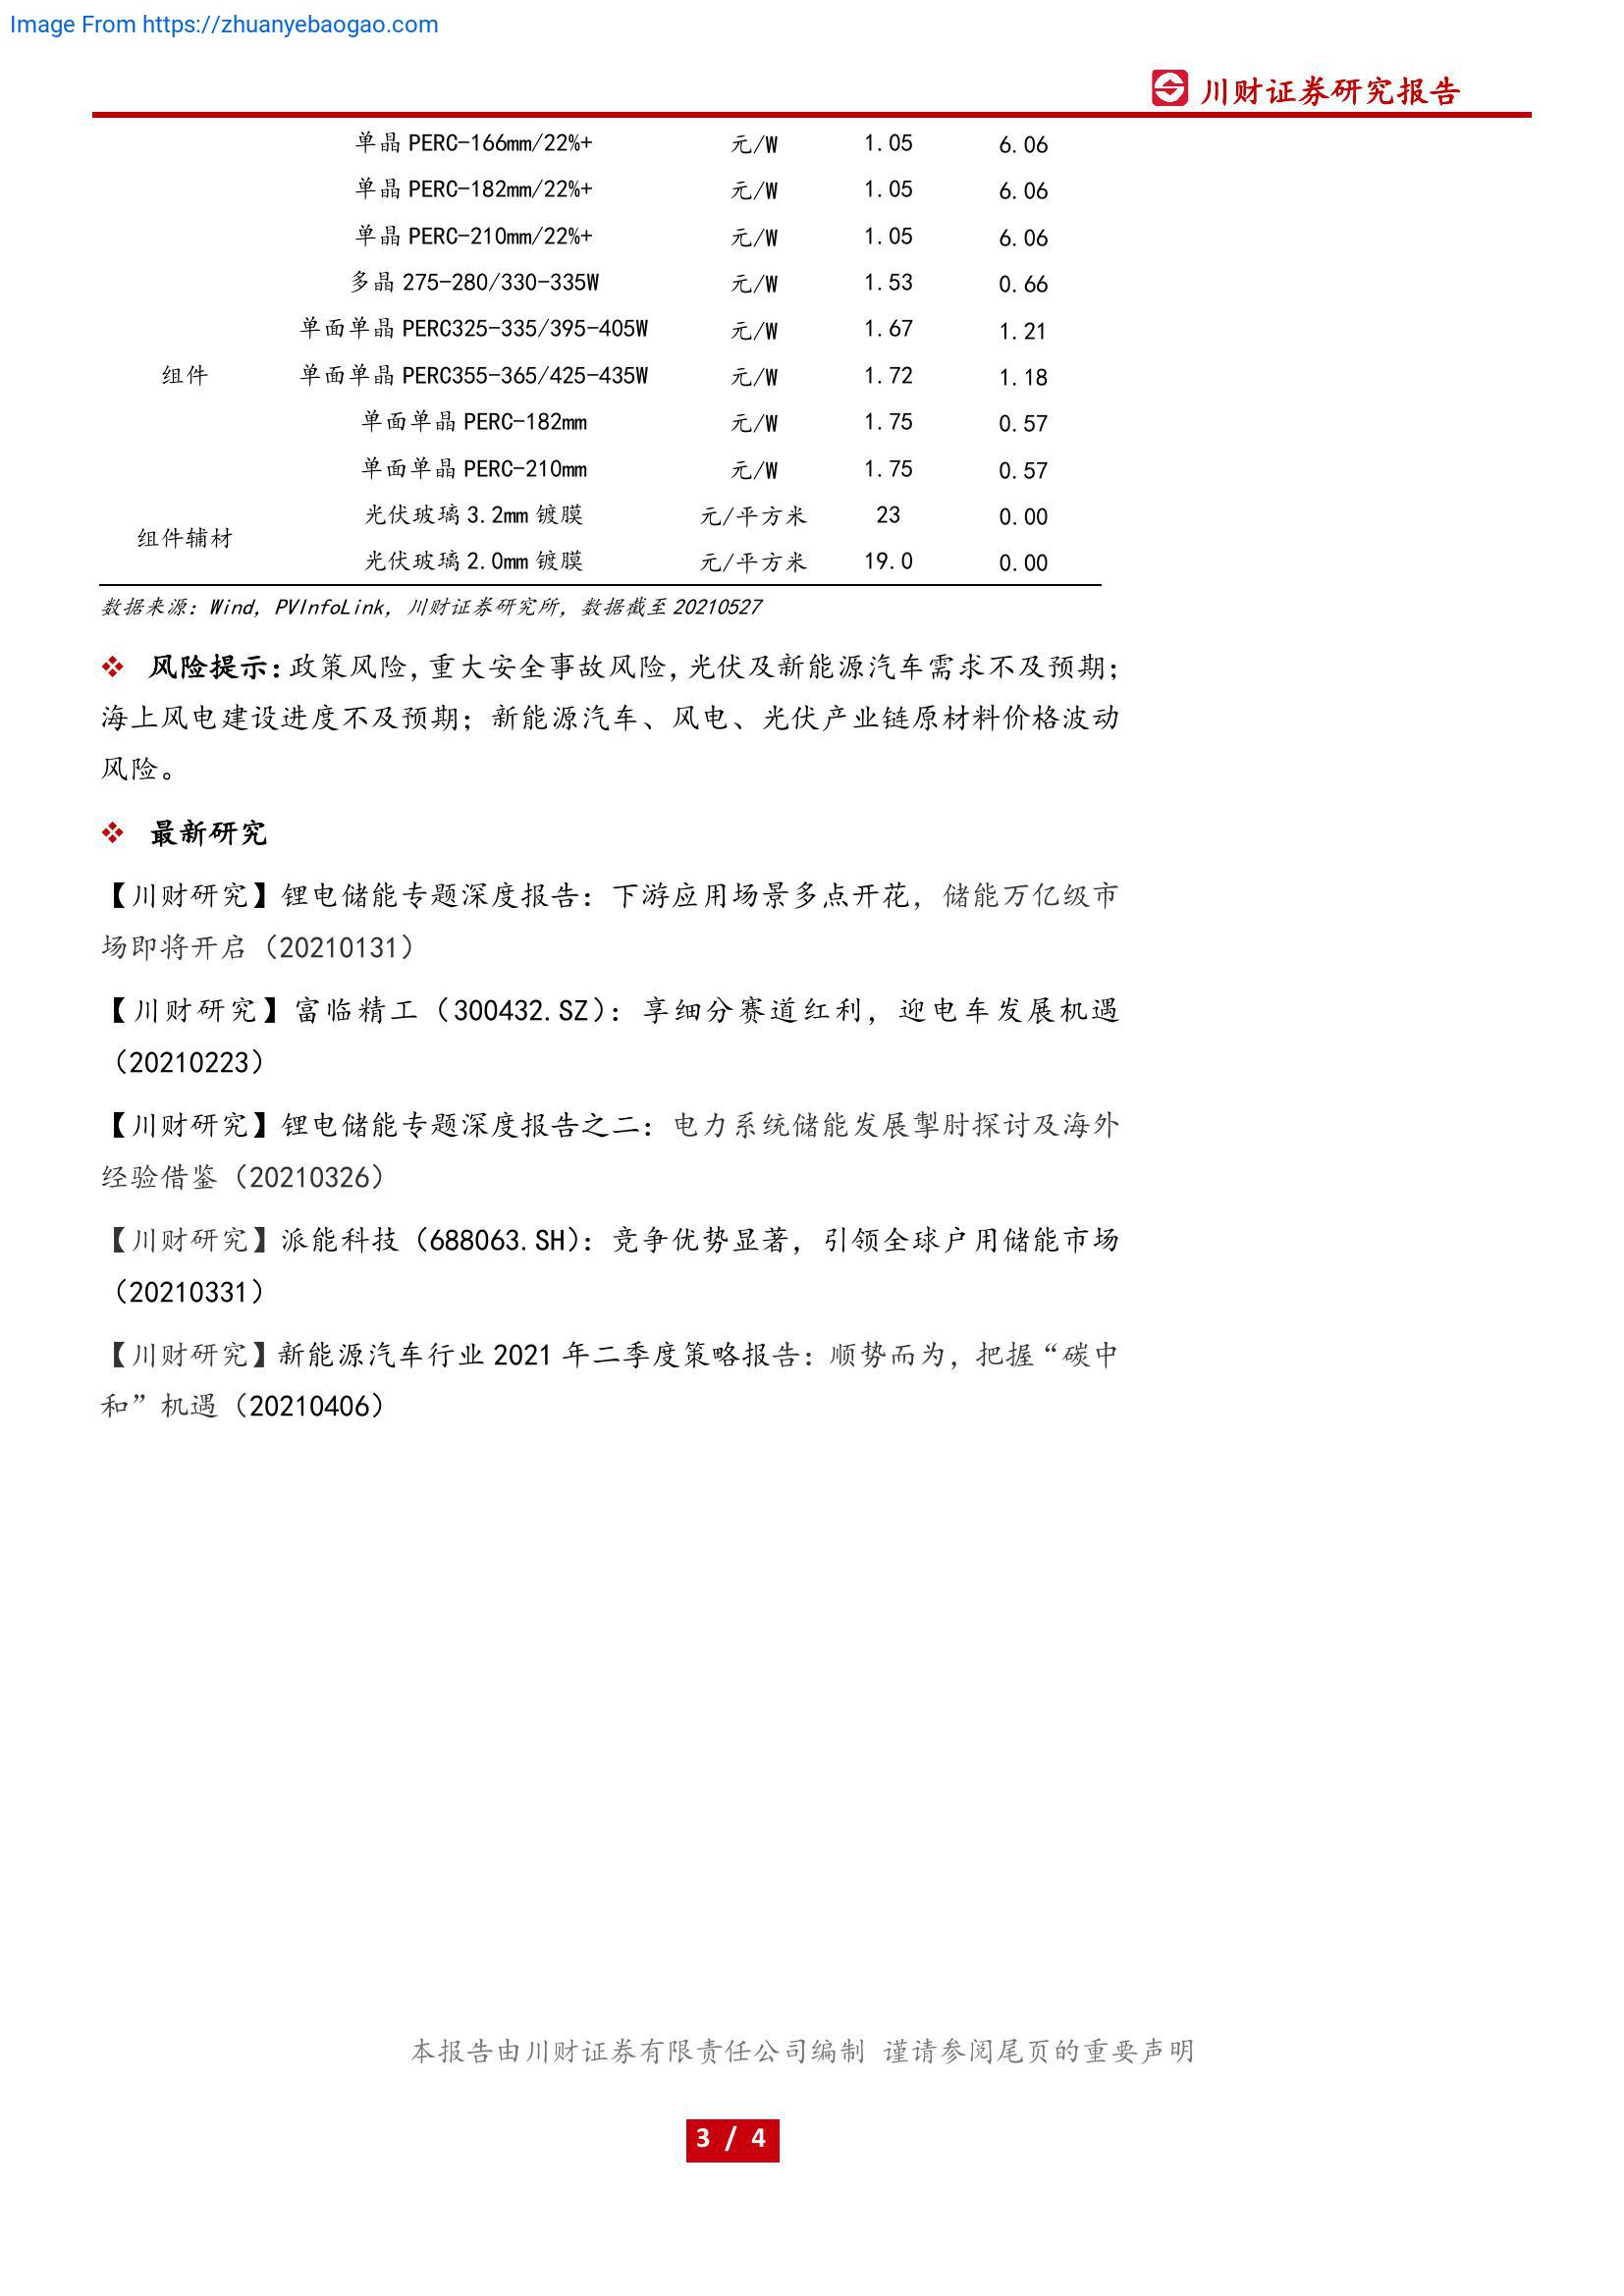 Image From https://zhuanyebaogao.com
川财证券研究报告
单晶 PERC-166mm/22%+ 元/W 1.05 6.06
单晶 PERC-182mm/22%+ 元/W 1.05 6.06
单晶 PERC-210mm/22%+ 元/W 1.05 6.06
多晶 275-280/330-335W 元/W 1.53 0.66
单面单晶 PERC325-335/395-405W 元/W 1.67 1.21
组件 单面单晶 PERC355-365/425-435W 元/W 1.72 1.18
单面单晶 PERC-182mm 元/W 1.75 0.57
单面单晶 PERC-210mm 元/W 1.75 0.57
光伏玻璃 3.2mm 镀膜 元/平方米 23 0.00
组件辅材
光伏玻璃 2.0mm 镀膜 元/平方米 19.0 0.00
数据来源：Wind, PVInfoLink, 川财证券研究所, 数据截至 20210527
❖ 风险提示：政策风险，重大安全事故风险，光伏及新能源汽车需求不及预期；
海上风电建设进度不及预期；新能源汽车、风电、光伏产业链原材料价格波动
风险。
❖ 最新研究
【川财研究】锂电储能专题深度报告：下游应用场景多点开花，储能万亿级市
场即将开启（20210131）
【川财研究】富临精工（300432.SZ）：享细分赛道红利，迎电车发展机遇
（20210223）
【川财研究】锂电储能专题深度报告之二：电力系统储能发展掣肘探讨及海外
经验借鉴（20210326）
【川财研究】派能科技（688063.SH）：竞争优势显著，引领全球户用储能市场
（20210331）
【川财研究】新能源汽车行业 2021 年二季度策略报告：顺势而为，把握“碳中
和”机遇（20210406）
本报告由川财证券有限责任公司编制 谨请参阅尾页的重要声明
3 / 4